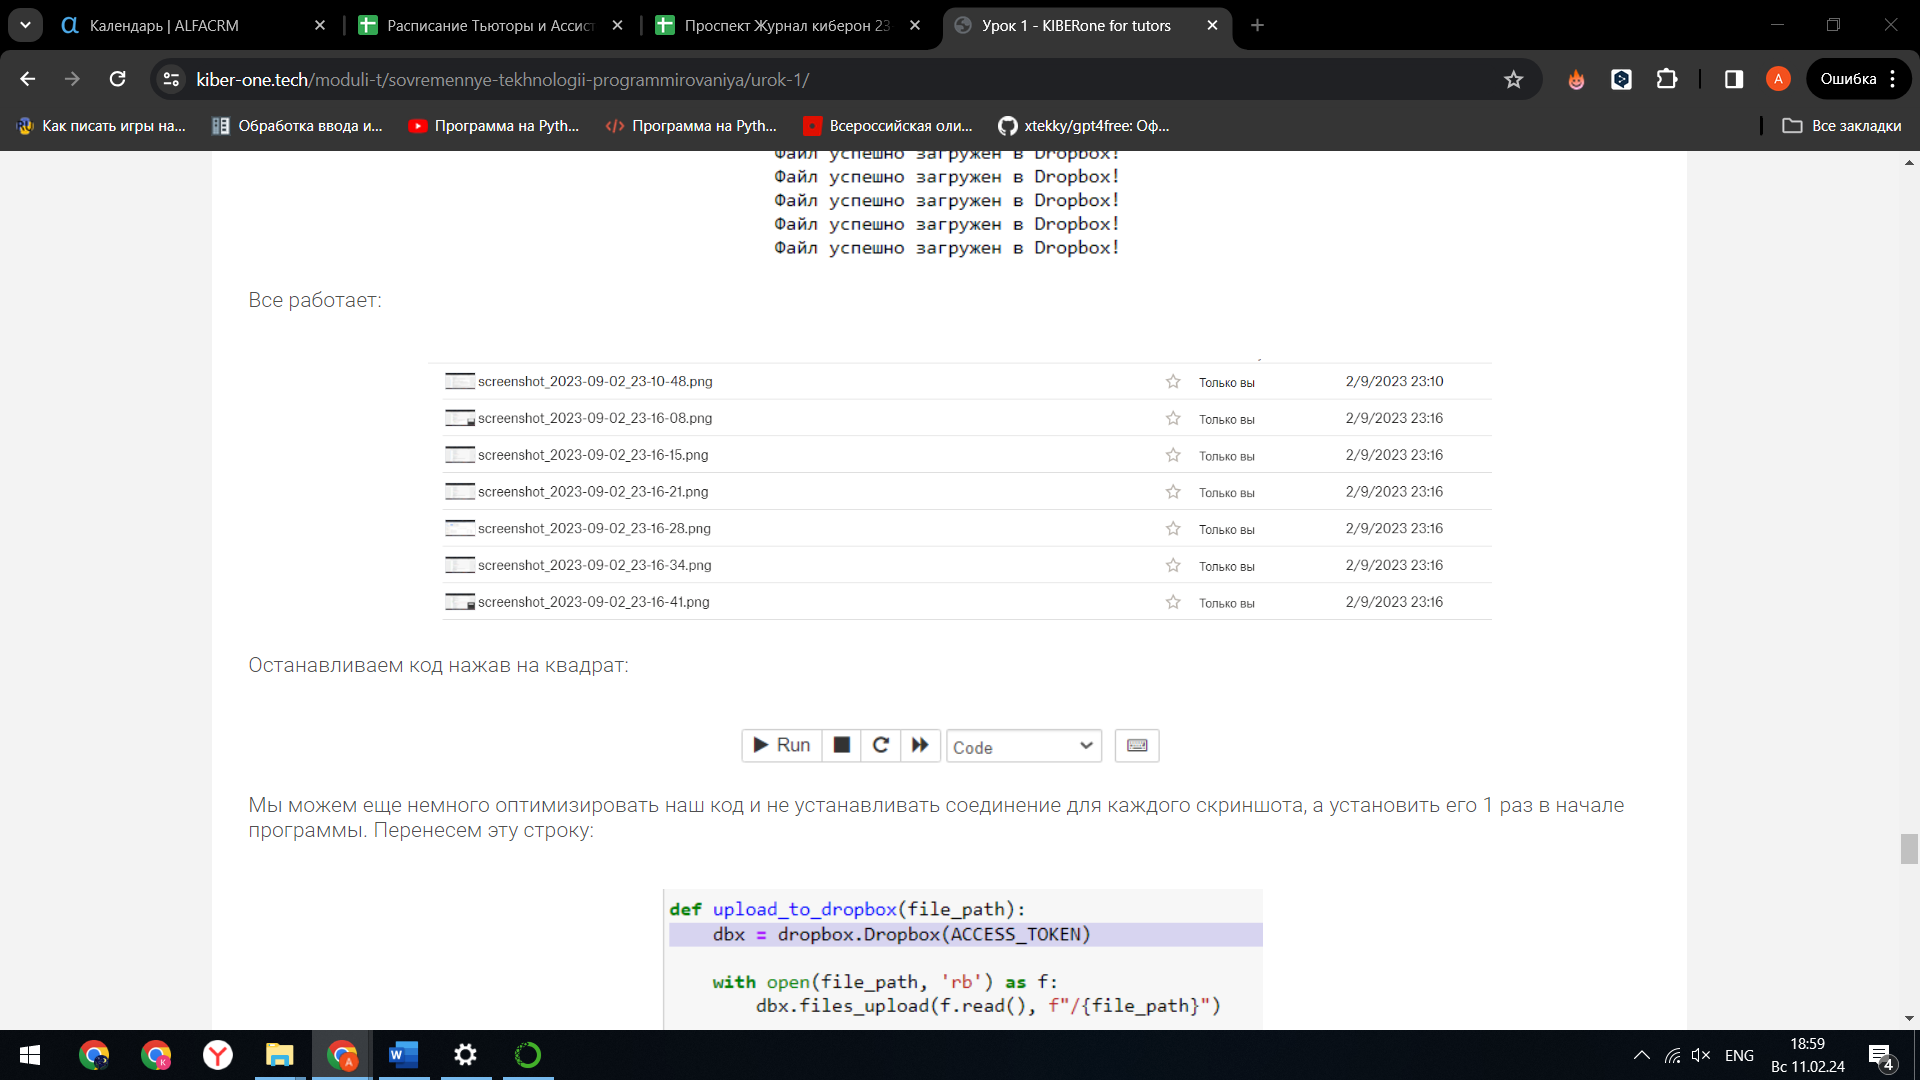 Календарь | ALFACRM
Расписание Тьюторы и Ассист
Проспект Журнал киберон 23
Урок 1 - KIBERone for tutors
kiber-one.tech/moduli-t/sovremennye-tekhnologii-programmirovaniya/urok-1/
A
Ошибка
Как писать игры на...
Обработка ввода и...
Программа на Pyth...
Программа на Pyth...
Всероссийская оли...
xtekky/gpt4free: Оф...
Все закладки
Файл успешно загружен в Dropbox!
Файл успешно загружен в Dropbox!
Файл успешно загружен в Dropbox!
Файл успешно загружен в Dropbox!
Файл успешно загружен в Dropbox!
Все работает:
screenshot_2023-09-02_23-10-48.png Только вы 2/9/2023 23:10
screenshot_2023-09-02_23-16-08.png Только вы 2/9/2023 23:16
screenshot_2023-09-02_23-16-15.png Только вы 2/9/2023 23:16
screenshot_2023-09-02_23-16-21.png Только вы 2/9/2023 23:16
screenshot_2023-09-02_23-16-28.png Только вы 2/9/2023 23:16
screenshot_2023-09-02_23-16-34.png Только вы 2/9/2023 23:16
screenshot_2023-09-02_23-16-41.png Только вы 2/9/2023 23:16
Останавливаем код нажав на квадрат:
Run Code
Мы можем еще немного оптимизировать наш код и не устанавливать соединение для каждого скриншота, а установить его 1 раз в начале
программы. Перенесем эту строку:
def upload_to_dropbox(file_path):
dbx = dropbox.Dropbox(ACCESS_TOKEN)
with open(file_path, 'rb') as f:
dbx.files_upload(f.read(), f"/{file_path}")
ENG
18:59
Вс 11.02.24
4